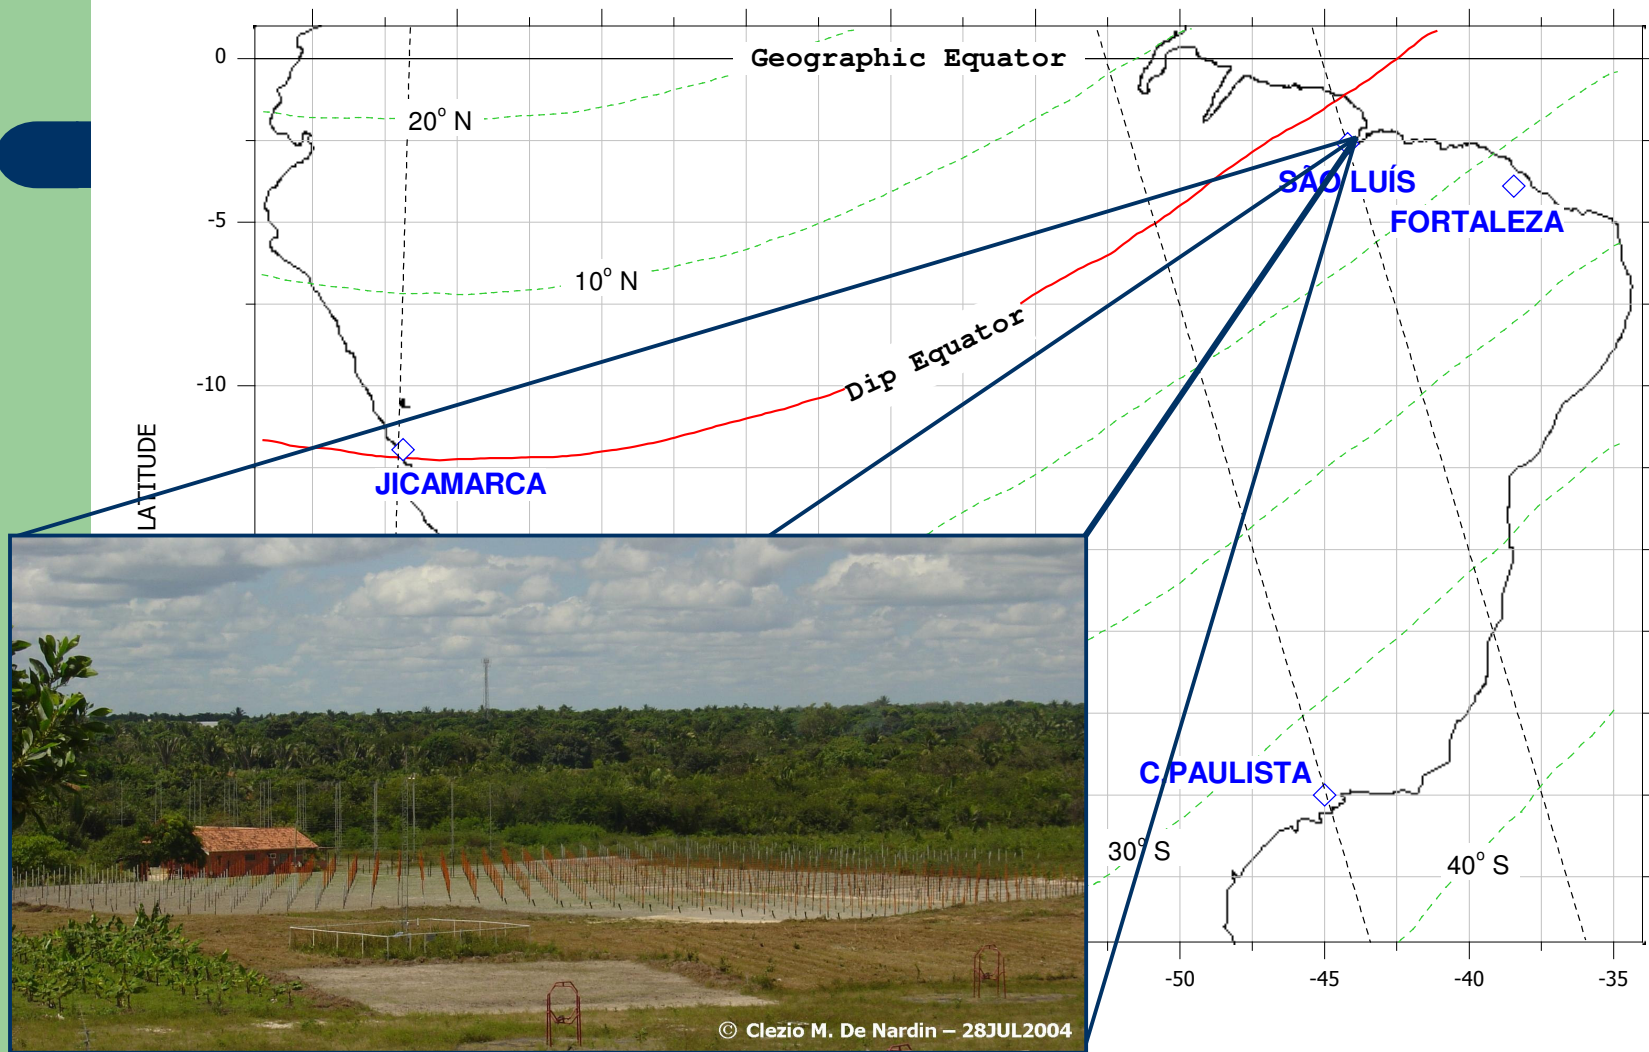 0
Geographic Equator
20° N
SÃO LUÍS
-5
FORTALEZA
10° N
Dip Equator
-10
LATITUDE
JICAMARCA
C.PAULISTA
30° S
40° S
-50
-45
-40
-35
© Clezio M. De Nardin – 28JUL2004